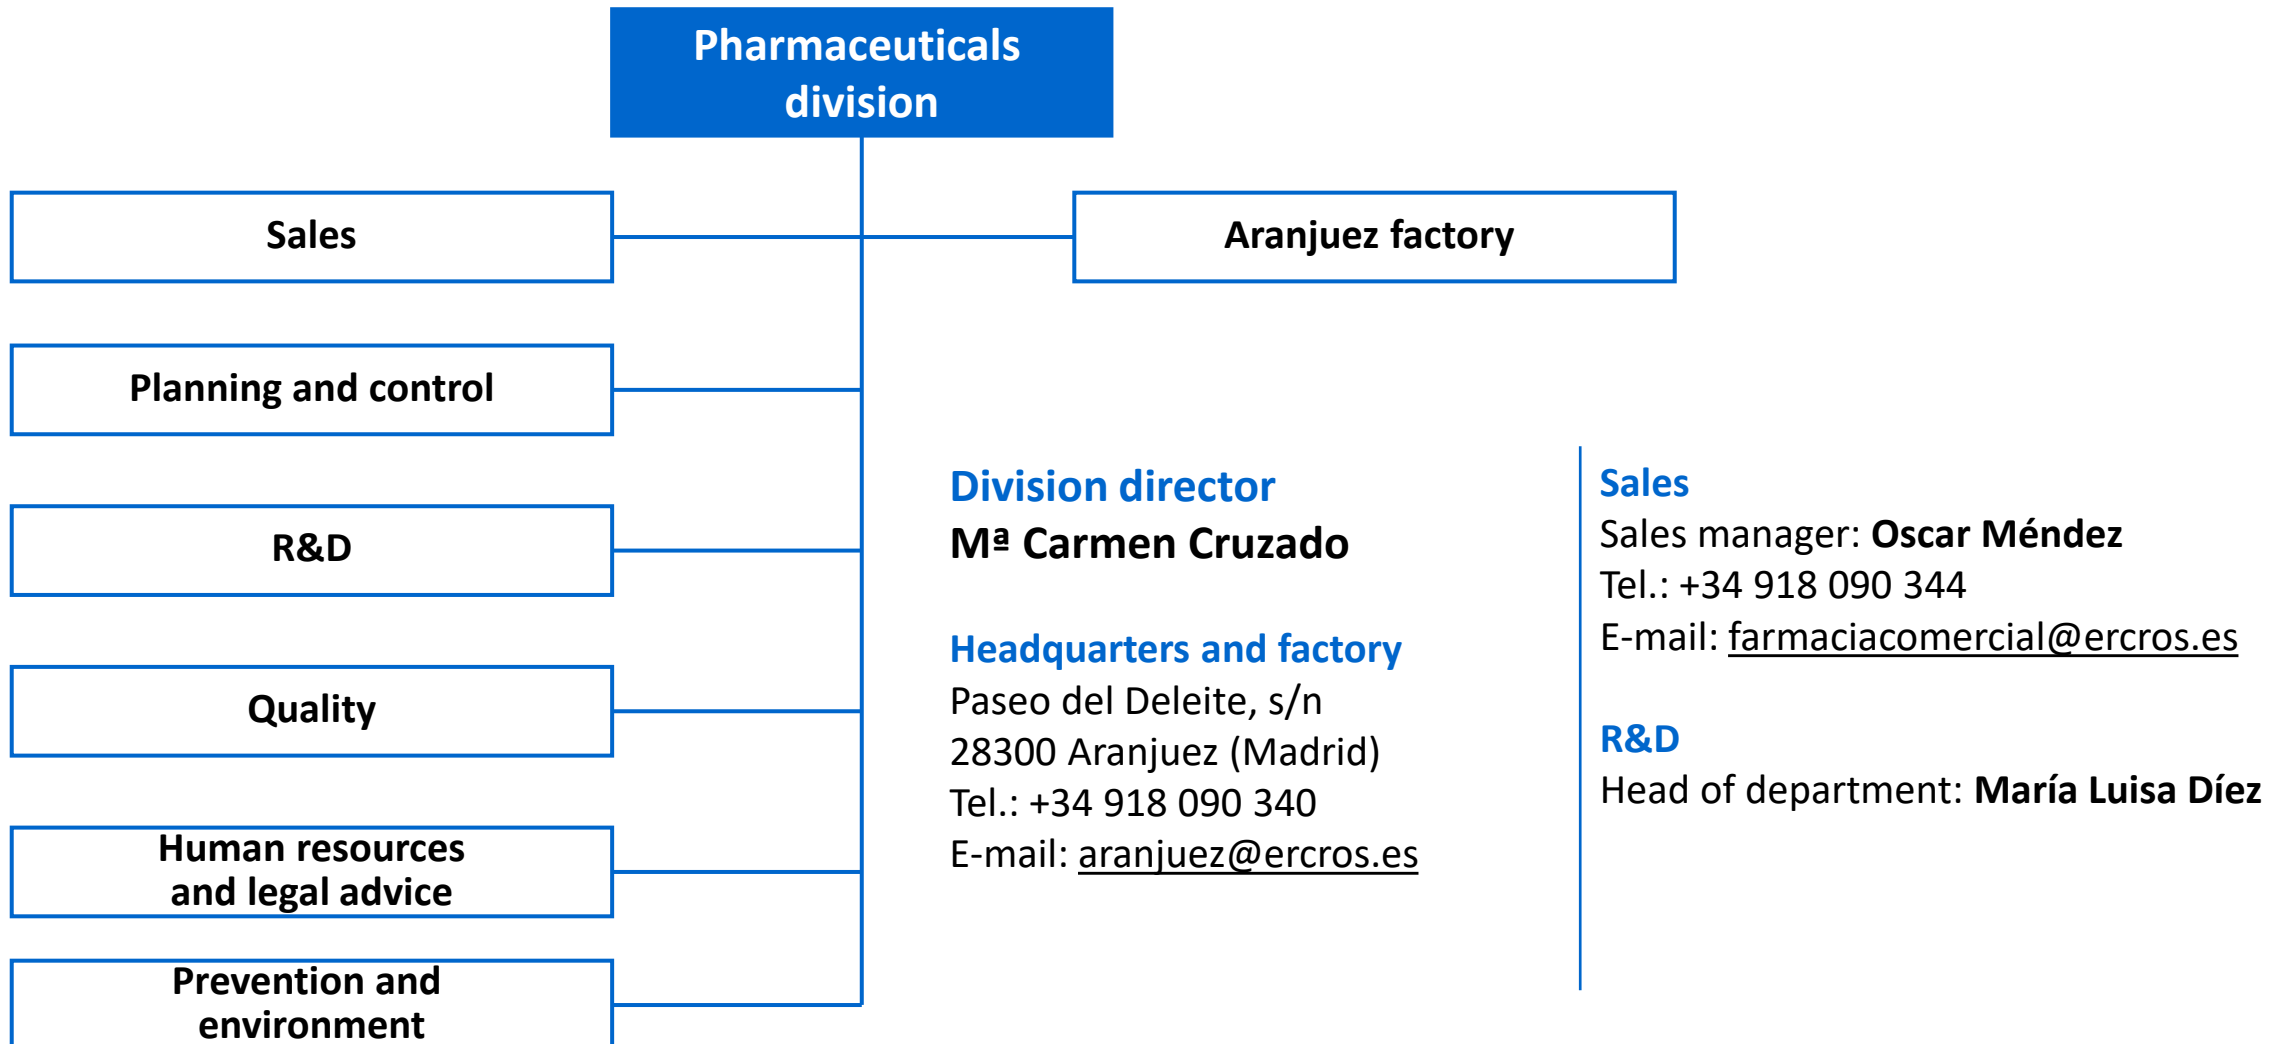 Pharmaceuticals
division
Sales
Aranjuez factory
Planning and control
R&D
Quality
Human resources
and legal advice
Prevention and
environment
Division director
Mª Carmen Cruzado
Headquarters and factory
Paseo del Deleite, s/n
28300 Aranjuez (Madrid)
Tel.: +34 918 090 340
E-mail: aranjuez@ercros.es
Sales
Sales manager: Oscar Méndez
Tel.: +34 918 090 344
E-mail: farmaciacomercial@ercros.es
R&D
Head of department: María Luisa Díez